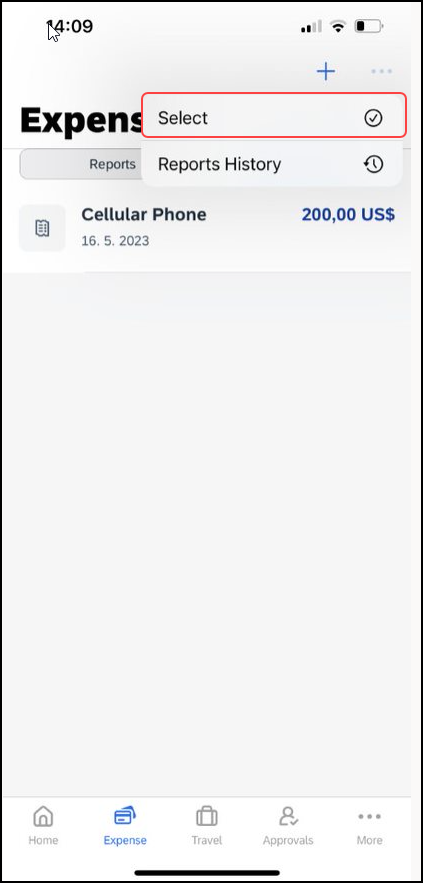 14:09
Select
Expens
Reports History
Reports
Cellular Phone
200,00 US$
16. 5. 2023
Home
Expense
Travel
Approvals
More